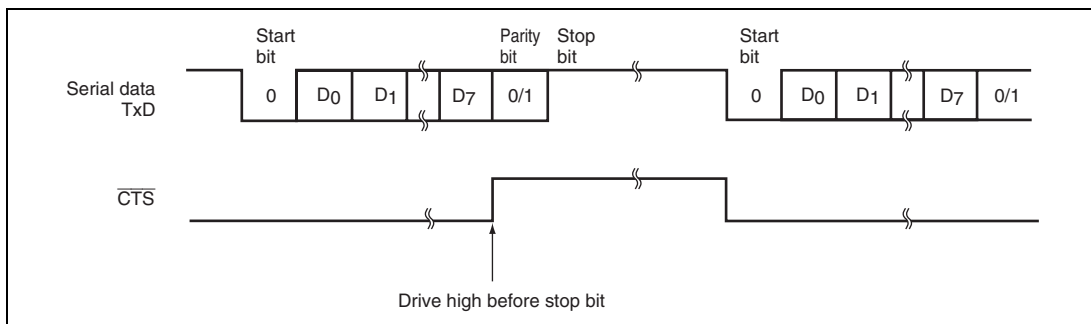 Start bit
Parity bit
Stop bit
Start bit
Serial data TxD
0 D0 D1 D7 0/1 0 D0 D1 D7 0/1
CTS
Drive high before stop bit